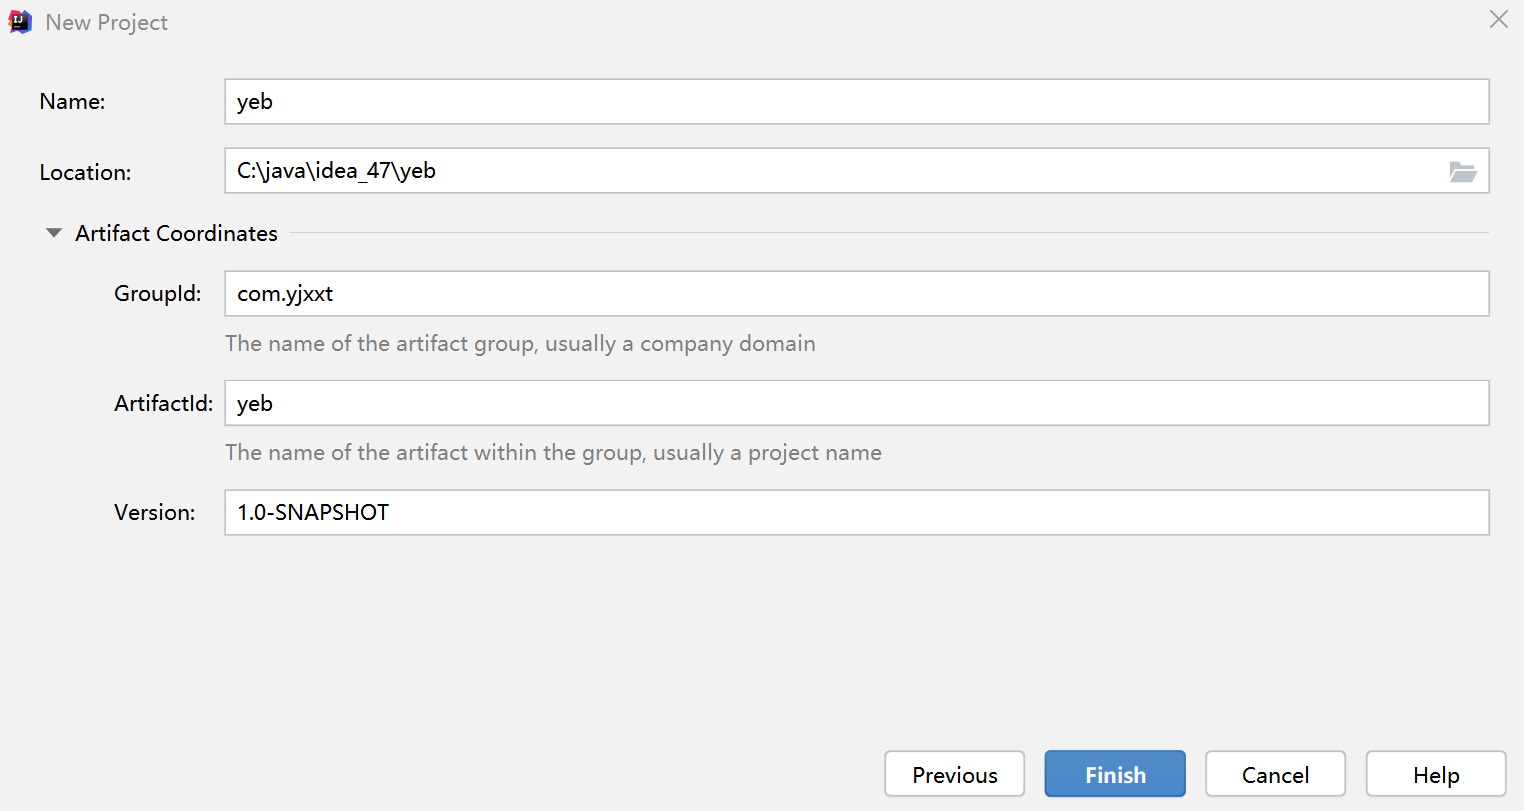 New Project
Name:
yeb
Location:
C:\java\idea_47\yeb
Artifact Coordinates
GroupId:
com.yjxxt
The name of the artifact group, usually a company domain
ArtifactId:
yeb
The name of the artifact within the group, usually a project name
Version:
1.0-SNAPSHOT
Previous
Finish
Cancel
Help